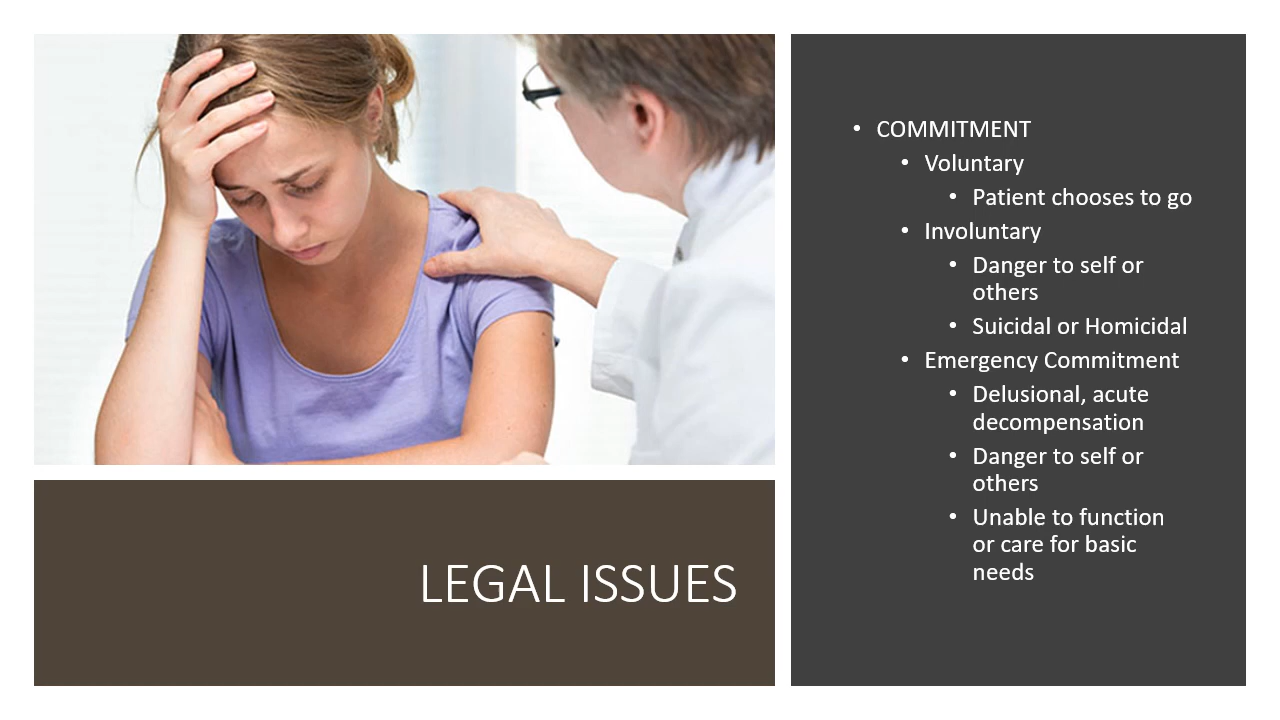 LEGAL ISSUES
• COMMITMENT
• Voluntary
• Patient chooses to go
• Involuntary
• Danger to self or
others
• Suicidal or Homicidal
• Emergency Commitment
• Delusional, acute
decompensation
• Danger to self or
others
• Unable to function
or care for basic
needs